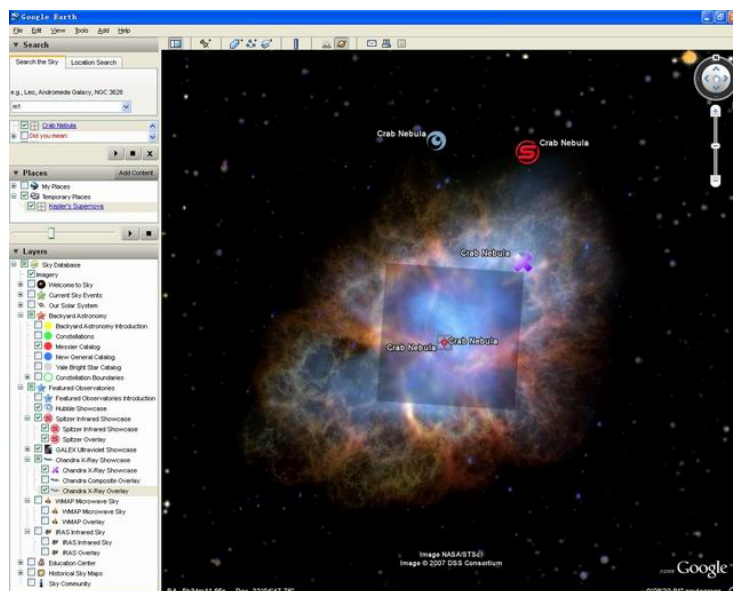 Google Earth
File Edit View Tools Add Help
Search
Search the Sky Location Search
e.g., Leo, Andromeda Galaxy, NGC 3628
m1
Crab Nebula
Did you mean:
Places Add Content
My Places
Temporary Places
Kepler's Supernova
Layers
Sky Database
Imagery
Welcome to Sky
Current Sky Events
Our Solar System
Backyard Astronomy
Backyard Astronomy Introduction
Constellations
Messier Catalog
New General Catalog
Yale Bright Star Catalog
Constellation Boundaries
Featured Observatories
Featured Observatories Introduction
Hubble Showcase
Spitzer Infrared Showcase
Spitzer Infrared Showcase
Spitzer Overlay
GALEX Ultraviolet Showcase
Chandra X-Ray Showcase
Chandra X-Ray Showcase
Chandra Composite Overlay
Chandra X-Ray Overlay
WMAP Microwave Sky
WMAP Microwave Sky
WMAP Overlay
IRAS Infrared Sky
IRAS Infrared Sky
IRAS Overlay
Education Center
Historical Sky Maps
Sky Community
N
Crab Nebula
Crab Nebula
Crab Nebula
Crab Nebula
Crab Nebula
Image NASA/STScI
Image © 2007 DSS Consortium
Google